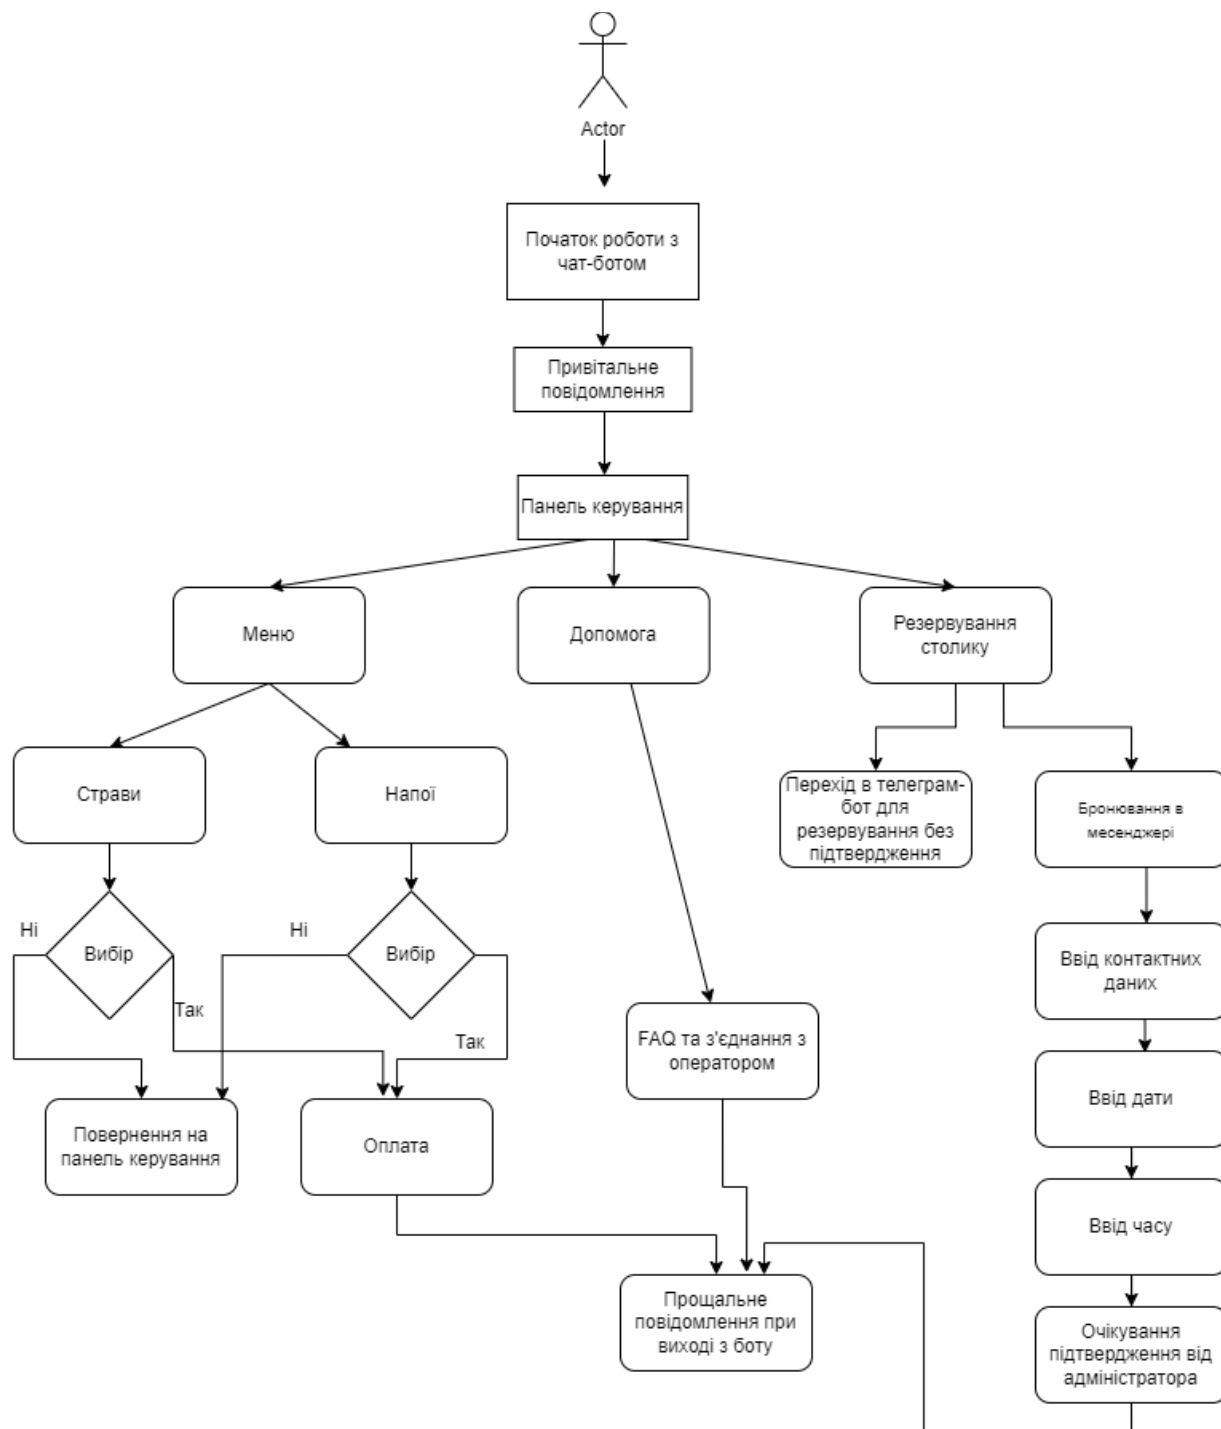 Actor
Початок роботи з
чат-ботом
Привітальне
повідомлення
Панель керування
Меню
Допомога
Резервування
столику
Страви
Напої
Перехід в телеграм-
бот для
резервування без
підтвердження
Бронювання в
месенджері
Ні
Вибір
Так
Ні
Вибір
Так
Ввід контактних
даних
FAQ та з'єднання з
оператором
Ввід дати
Повернення на
панель керування
Оплата
Ввід часу
Прощальне
повідомлення при
виході з боту
Очікування
підтвердження від
адміністратора